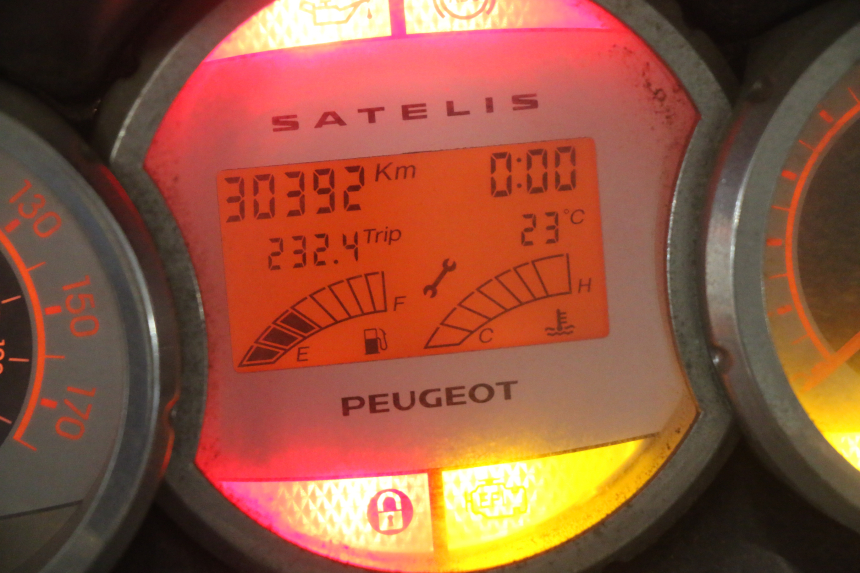 SATELIS
30392 Km 0:00
232.4 Trip 23°C
F H
E C
PEUGEOT
130
150
170